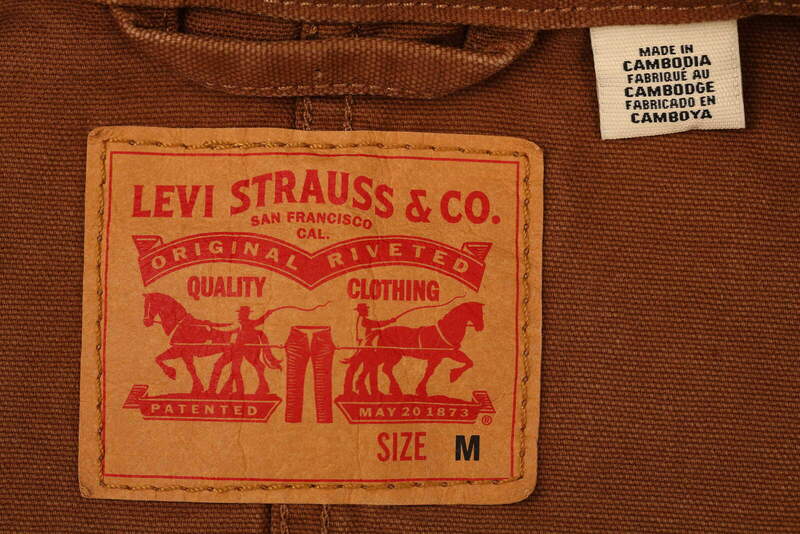 MADE IN
CAMBODIA
FABRIQUÉ AU
CAMBODGE
FABRICADO EN
CAMBOYA
LEVI STRAUSS & CO.
SAN FRANCISCO
CAL.
ORIGINAL RIVETED
QUALITY CLOTHING
PATENTED MAY 20 1873
®
SIZE M